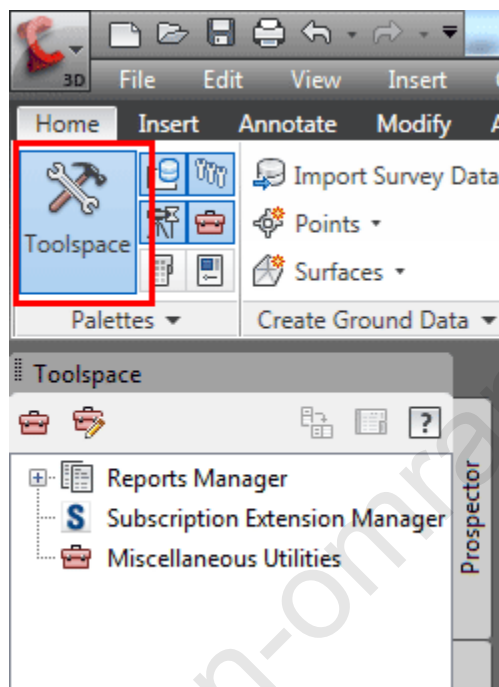 3D
File Edit View Insert
Home Insert Annotate Modify
Toolspace
Import Survey Data
Points
Surfaces
Palettes
Create Ground Data
Toolspace
?
Reports Manager
S Subscription Extension Manager
Miscellaneous Utilities
Prospector
n-omra